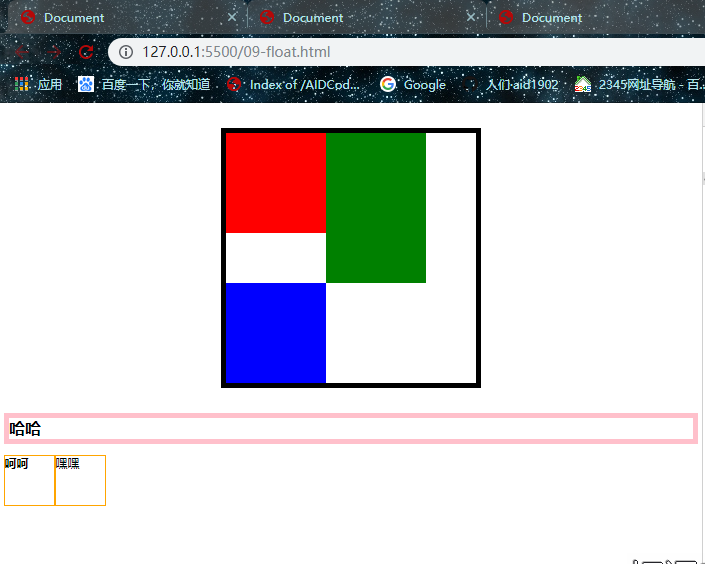 Document Document Document
127.0.0.1:5500/09-float.html
应用 百度一下，你就知道 Index of /AIDCod... Google 人们 aid1902 2345网址导航 - 百...
哈哈
呵呵 嘿嘿